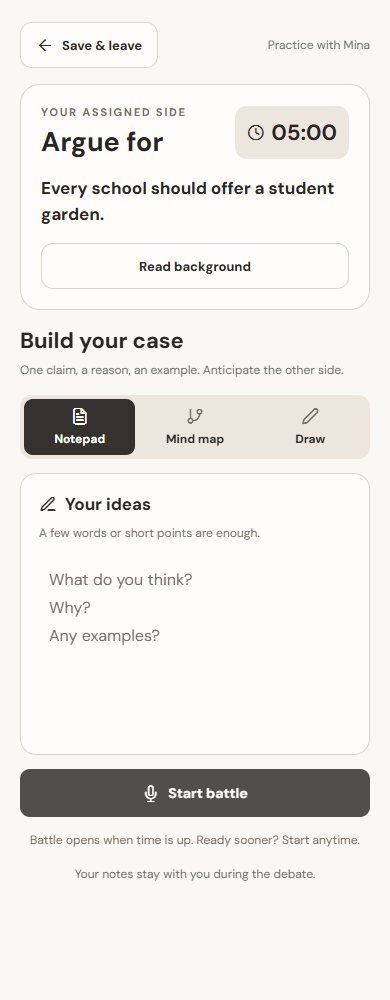 Save & leave
Practice with Mina
YOUR ASSIGNED SIDE
Argue for
05:00
Every school should offer a student
garden.
Read background
Build your case
One claim, a reason, an example. Anticipate the other side.
Notepad
Mind map
Draw
Your ideas
A few words or short points are enough.
What do you think?
Why?
Any examples?
Start battle
Battle opens when time is up. Ready sooner? Start anytime.
Your notes stay with you during the debate.